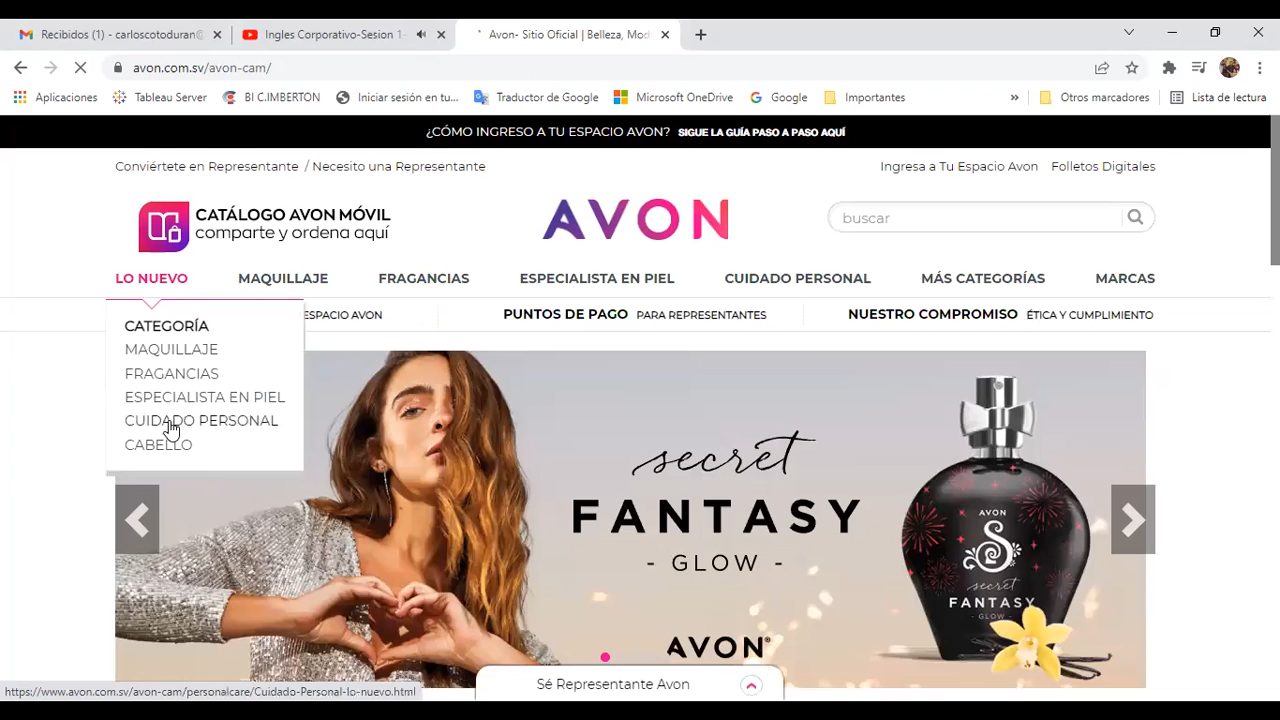 Recibidos (1) - carloscotoduran@
Ingles Corporativo-Sesion 1-
Avon- Sitio Oficial | Belleza, Mod
avon.com.sv/avon-cam/
Aplicaciones
Tableau Server
BI C.IMBERTON
Iniciar sesión en tu...
Traductor de Google
Microsoft OneDrive
Google
Importantes
»
Otros marcadores
Lista de lectura
¿CÓMO INGRESO A TU ESPACIO AVON? SIGUE LA GUÍA PASO A PASO AQUÍ
Conviértete en Representante / Necesito una Representante
Ingresa a Tu Espacio Avon Folletos Digitales
CATÁLOGO AVON MÓVIL
comparte y ordena aquí
AVON
buscar
LO NUEVO MAQUILLAJE FRAGANCIAS ESPECIALISTA EN PIEL CUIDADO PERSONAL MÁS CATEGORÍAS MARCAS
ESPACIO AVON
PUNTOS DE PAGO PARA REPRESENTANTES
NUESTRO COMPROMISO ÉTICA Y CUMPLIMIENTO
CATEGORÍA
MAQUILLAJE
FRAGANCIAS
ESPECIALISTA EN PIEL
CUIDADO PERSONAL
CABELLO
secret
FANTASY
- GLOW -
AVON®
AVON
S
secret
FANTASY
- GLOW -
Sé Representante Avon
https://www.avon.com.sv/avon-cam/personalcare/Cuidado-Personal-lo-nuevo.html